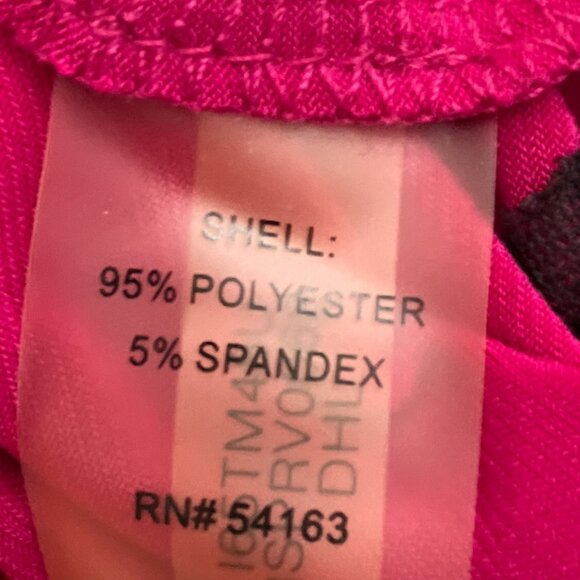 SHELL:
95% POLYESTER
5% SPANDEX
RN# 54163